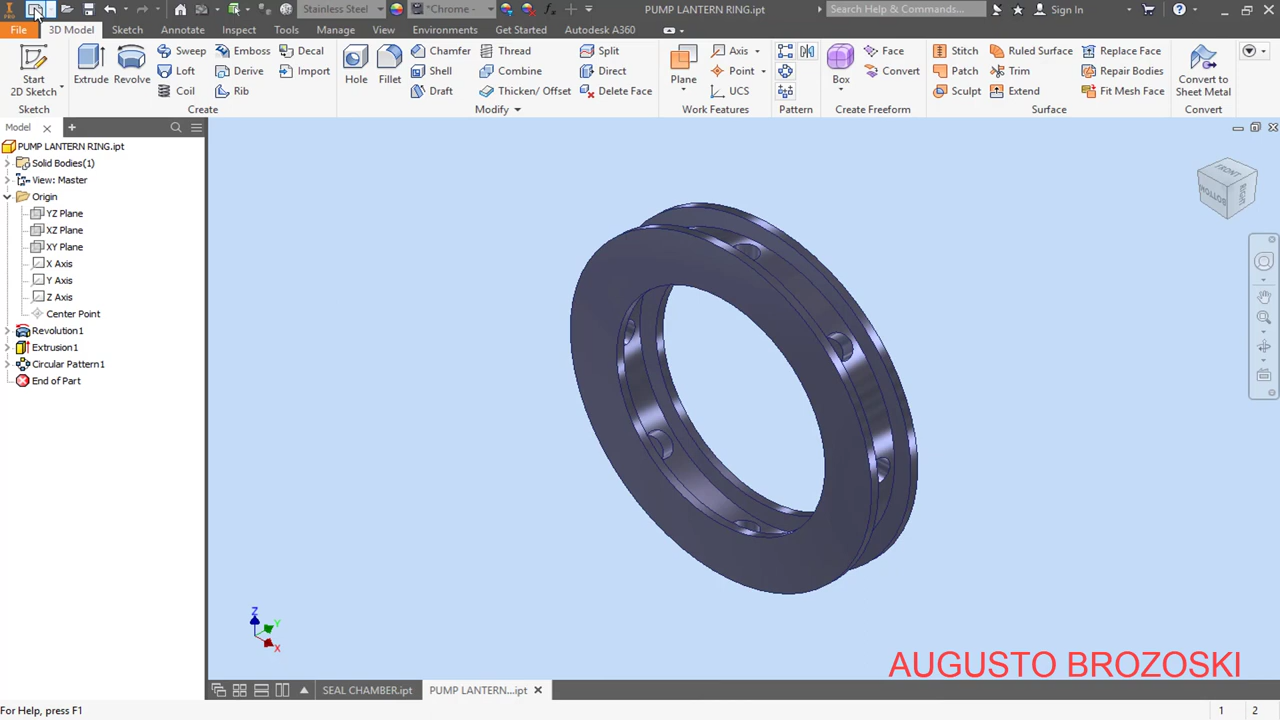 PRO Stainless Steel *Chrome - fx PUMP LANTERN RING.ipt Search Help & Commands... Sign In ?
File 3D Model Sketch Annotate Inspect Tools Manage View Environments Get Started Autodesk A360
Start 2D Sketch
Extrude Revolve
Sweep Emboss Decal
Loft Derive Import
Coil Rib
Hole Fillet
Chamfer Thread Split
Shell Combine Direct
Draft Thicken/ Offset Delete Face
Plane
Axis
Point
UCS
Box
Face
Convert
Stitch Ruled Surface Replace Face
Patch Trim Repair Bodies
Sculpt Extend Fit Mesh Face
Convert to Sheet Metal
Sketch Create Modify Work Features Pattern Create Freeform Surface Convert
Model
PUMP LANTERN RING.ipt
Solid Bodies(1)
View: Master
Origin
YZ Plane
XZ Plane
XY Plane
X Axis
Y Axis
Z Axis
Center Point
Revolution1
Extrusion1
Circular Pattern1
End of Part
FRONT
BOTTOM
RIGHT
Z
Y
X
AUGUSTO BROZOSKI
SEAL CHAMBER.ipt PUMP LANTERN...ipt
For Help, press F1 1 2